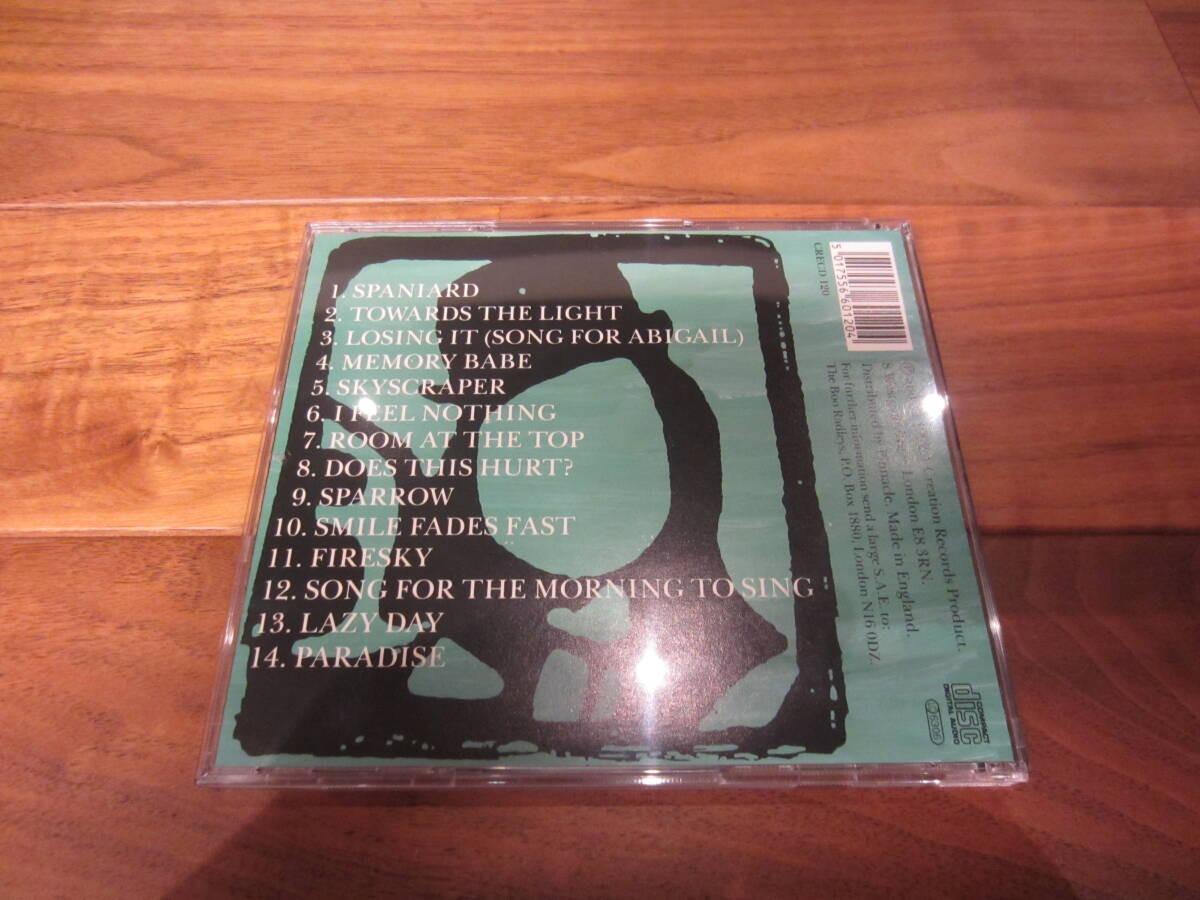 1. SPANIARD
2. TOWARDS THE LIGHT
3. LOSING IT (SONG FOR ABIGAIL)
4. MEMORY BABE
5. SKYSCRAPER
6. I FEEL NOTHING
7. ROOM AT THE TOP
8. DOES THIS HURT?
9. SPARROW
10. SMILE FADES FAST
11. FIRESKY
12. SONG FOR THE MORNING TO SING
13. LAZY DAY
14. PARADISE
CRECD 120
5 017556 601204
Creation Records Product.
London E8 3RN.
Distributed by Pinnacle. Made in England.
For further information send a large S.A.E. to:
The Boo Radleys, P.O. Box 1880, London N16 0DZ.
COMPACT
disc
DIGITAL AUDIO